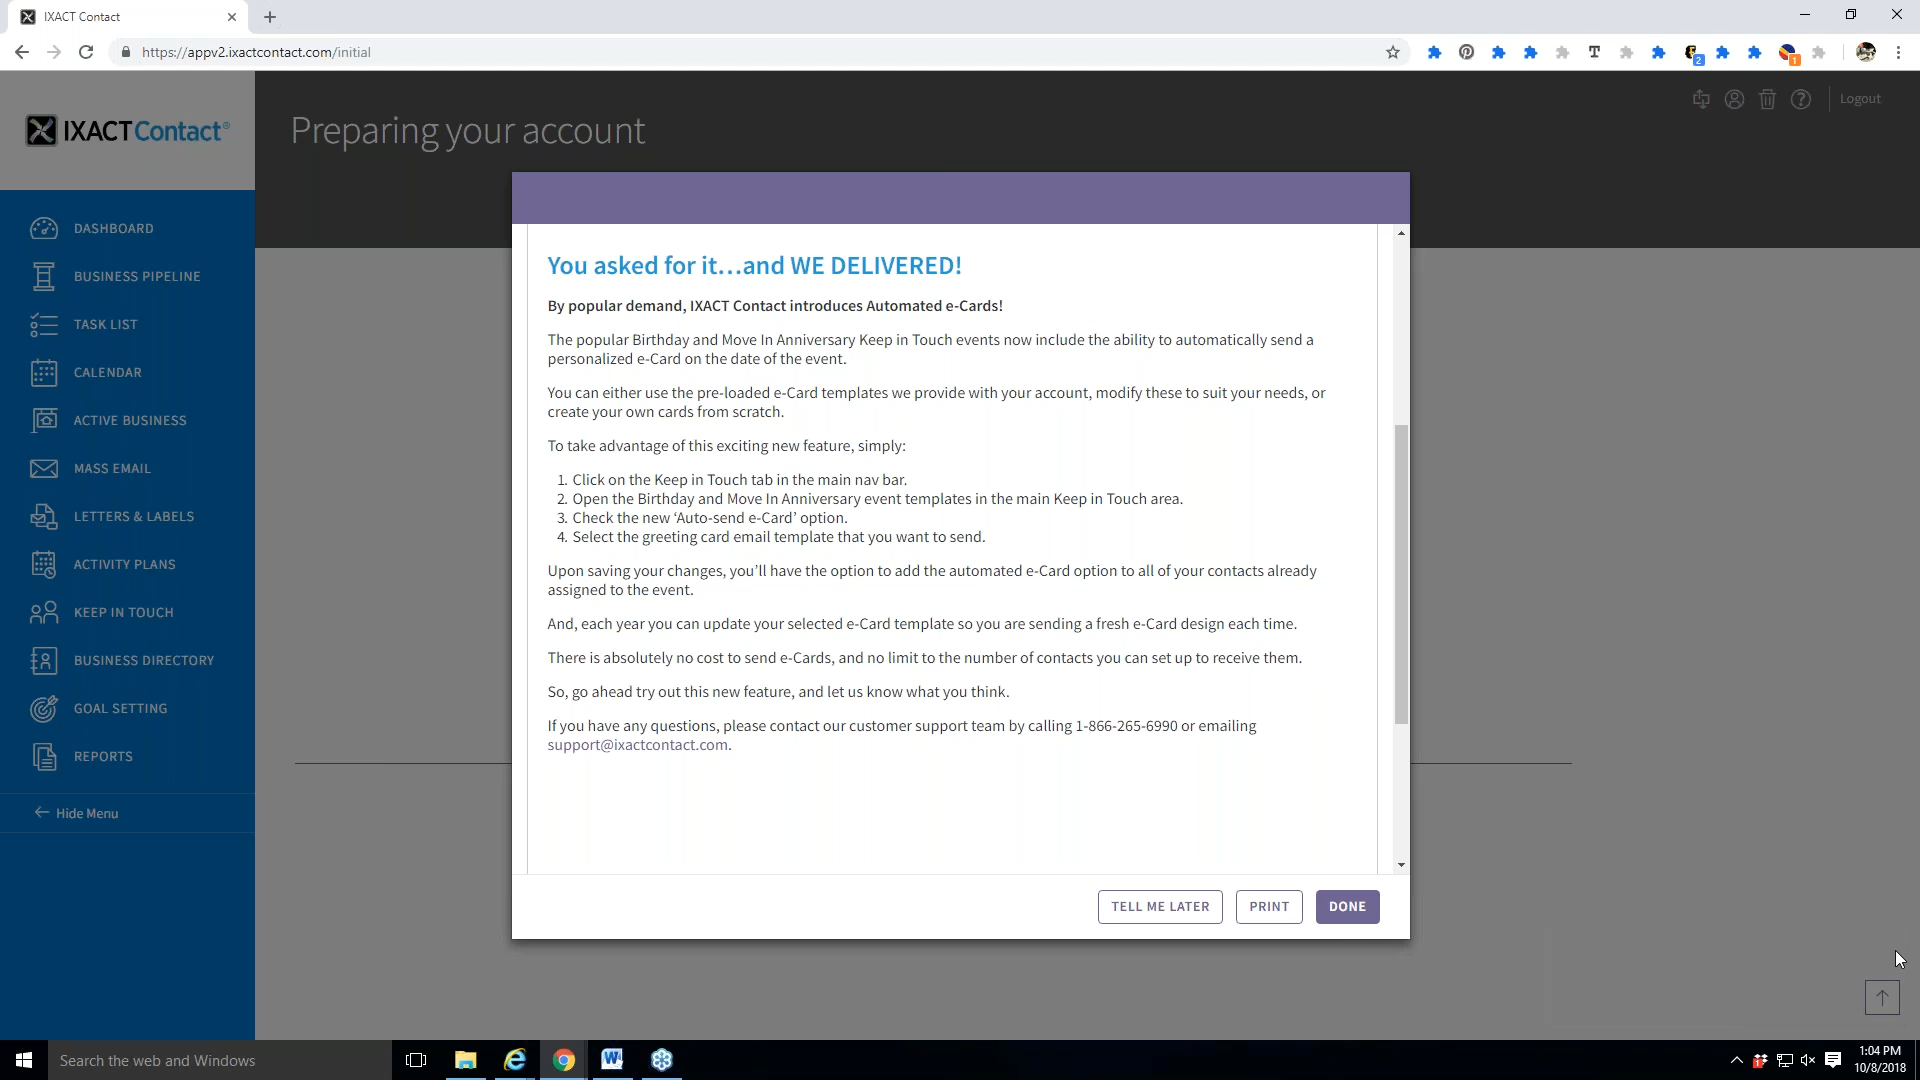 IXACT Contact
https://appv2.ixactcontact.com/initial
2
1
IXACTContact®
Preparing your account
Logout
DASHBOARD
BUSINESS PIPELINE
TASK LIST
CALENDAR
ACTIVE BUSINESS
MASS EMAIL
LETTERS & LABELS
ACTIVITY PLANS
KEEP IN TOUCH
BUSINESS DIRECTORY
GOAL SETTING
REPORTS
Hide Menu
You asked for it...and WE DELIVERED!
By popular demand, IXACT Contact introduces Automated e-Cards!
The popular Birthday and Move In Anniversary Keep in Touch events now include the ability to automatically send a
personalized e-Card on the date of the event.
You can either use the pre-loaded e-Card templates we provide with your account, modify these to suit your needs, or
create your own cards from scratch.
To take advantage of this exciting new feature, simply:
1. Click on the Keep in Touch tab in the main nav bar.
2. Open the Birthday and Move In Anniversary event templates in the main Keep in Touch area.
3. Check the new ‘Auto-send e-Card’ option.
4. Select the greeting card email template that you want to send.
Upon saving your changes, you’ll have the option to add the automated e-Card option to all of your contacts already
assigned to the event.
And, each year you can update your selected e-Card template so you are sending a fresh e-Card design each time.
There is absolutely no cost to send e-Cards, and no limit to the number of contacts you can set up to receive them.
So, go ahead try out this new feature, and let us know what you think.
If you have any questions, please contact our customer support team by calling 1-866-265-6990 or emailing
support@ixactcontact.com.
TELL ME LATER
PRINT
DONE
Search the web and Windows
1:04 PM
10/8/2018